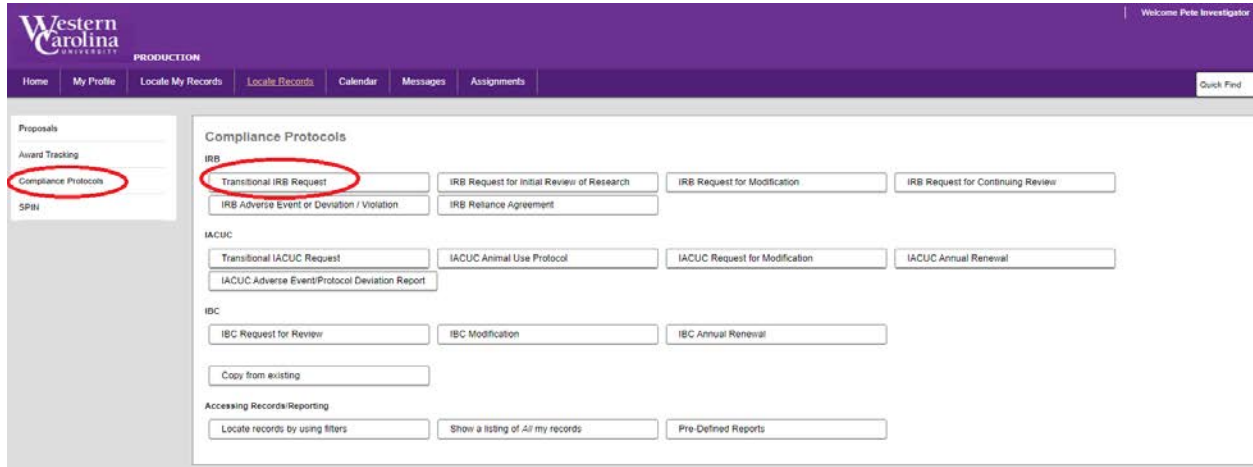 Welcome Pete Investigator
Western
Carolina
UNIVERSITY
PRODUCTION
Home My Profile Locate My Records Locate Records Calendar Messages Assignments Quick Find
Proposals
Award Tracking
Compliance Protocols
SPIN
Compliance Protocols
IRB
Transitional IRB Request IRB Request for Initial Review of Research IRB Request for Modification IRB Request for Continuing Review
IRB Adverse Event or Deviation / Violation IRB Reliance Agreement
IACUC
Transitional IACUC Request IACUC Animal Use Protocol IACUC Request for Modification IACUC Annual Renewal
IACUC Adverse Event/Protocol Deviation Report
IBC
IBC Request for Review IBC Modification IBC Annual Renewal
Copy from existing
Accessing Records/Reporting
Locate records by using filters Show a listing of All my records Pre-Defined Reports